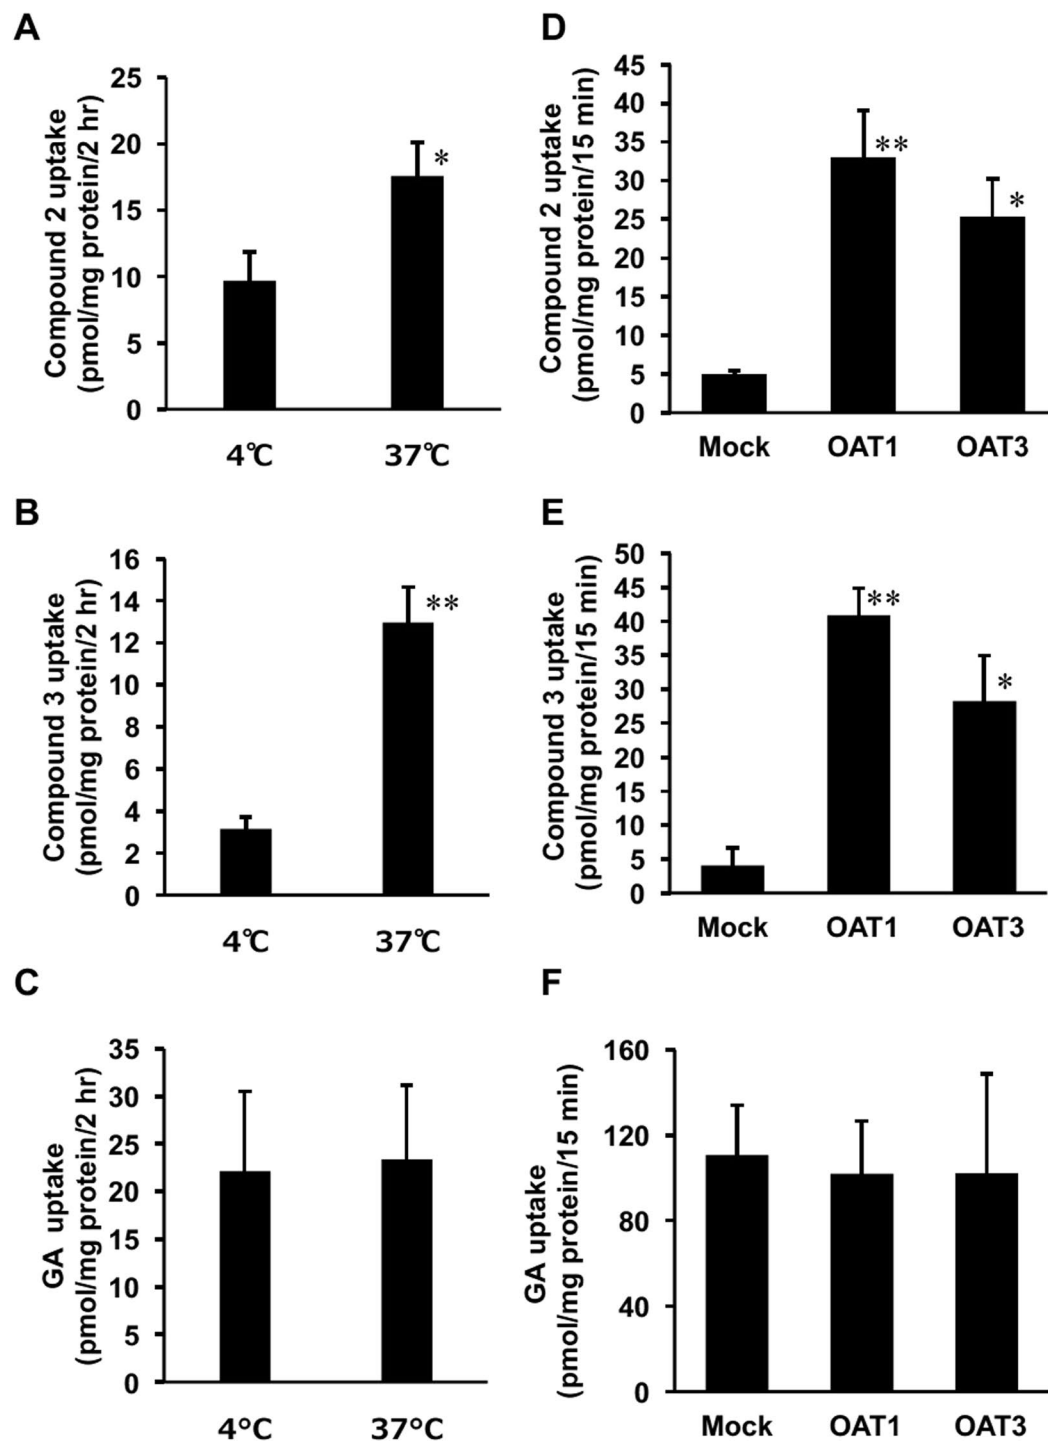 A
Compound 2 uptake
(pmol/mg protein/2 hr)
25
20
15
10
5
0
*
4℃ 37℃
D
Compound 2 uptake
(pmol/mg protein/15 min)
45
40
35
30
25
20
15
10
5
0
**
*
Mock OAT1 OAT3
B
Compound 3 uptake
(pmol/mg protein/2 hr)
16
14
12
10
8
6
4
2
0
**
4℃ 37℃
E
Compound 3 uptake
(pmol/mg protein/15 min)
50
45
40
35
30
25
20
15
10
5
0
**
*
Mock OAT1 OAT3
C
GA uptake
(pmol/mg protein/2 hr)
35
30
25
20
15
10
5
0
4°C 37°C
F
GA uptake
(pmol/mg protein/15 min)
160
120
80
40
0
Mock OAT1 OAT3